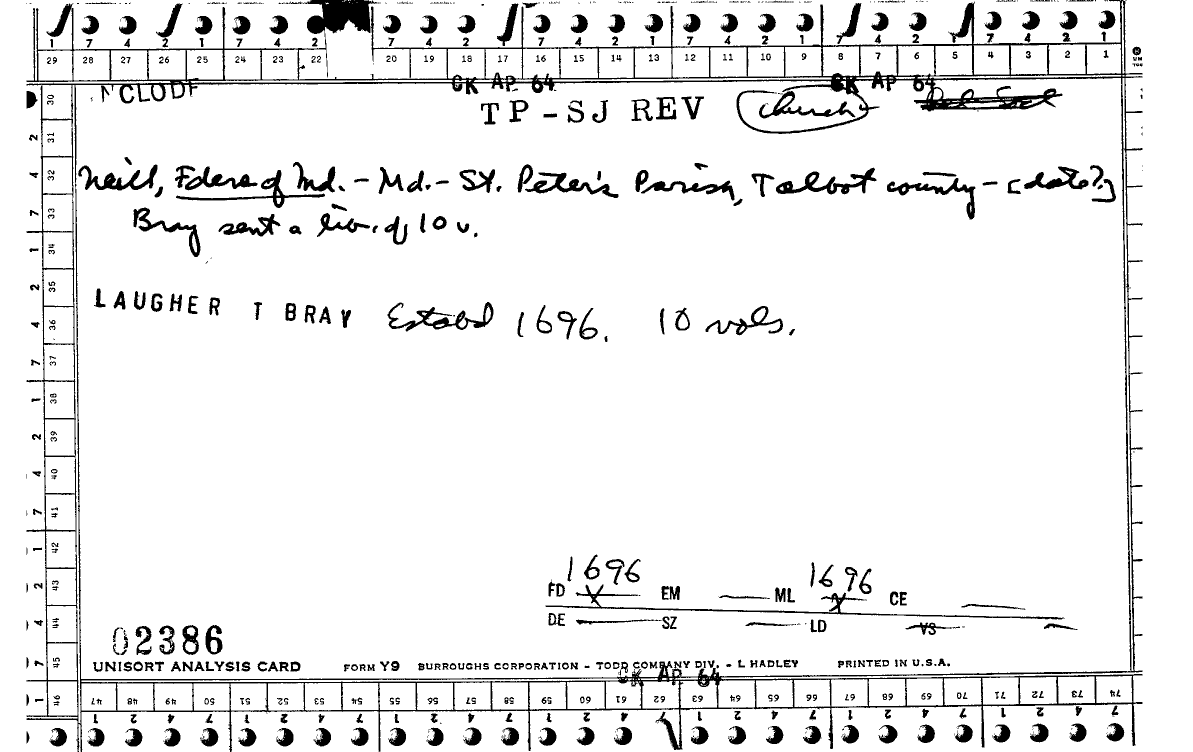 1 7 4 2 1 7 4 2 7 4 2 1 7 4 2 1 7 4 2 1 7 4 2 1
29 28 27 26 25 24 23 22 20 19 18 17 16 15 14 13 12 11 10 9 8 7 6 5 4 3 2 1
CK AP 64 CK AP 64
TP-SJ REV Church
Neill, Fders of Md. - Md. - St. Peter's Parish, Talbot county - [date?]
Bray sent a lib. of 10 v.
LAUGHER T BRAY Estabd 1696. 10 vols.
1696 1696
FD X EM ML X CE
DE SZ LD VS
02386
UNISORT ANALYSIS CARD FORM Y9 BURROUGHS CORPORATION - TODD COMPANY DIV. - L HADLEY PRINTED IN U.S.A.
CK AP 64
30 31 32 33 34 35 36 37 38 39 40 41 42 43 44 45 46
47 48 49 50 51 52 53 54 55 56 57 58 59 60 61 62 63 64 65 66 67 68 69 70 71 72 73 74
1 2 4 7 1 2 4 7 1 2 4 7 1 2 4 7 1 2 4 7 1 2 4 7 1 2 4 7